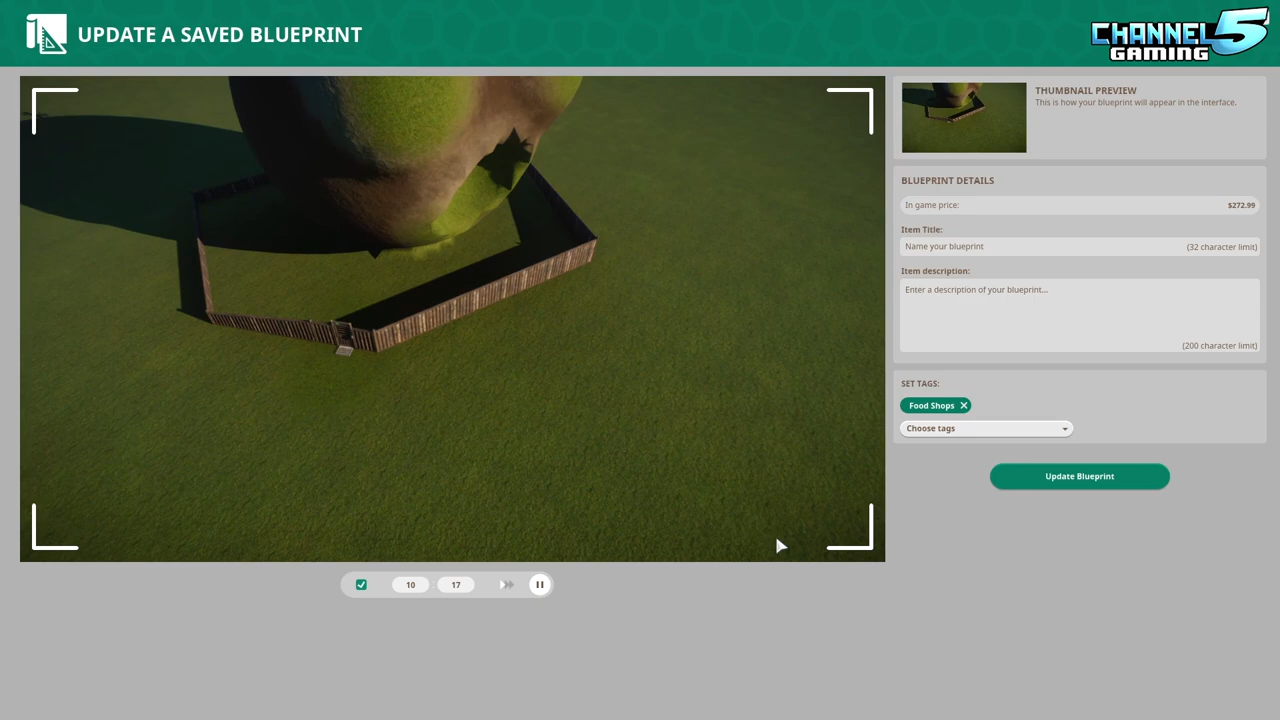 UPDATE A SAVED BLUEPRINT
CHANNEL 5
GAMING
THUMBNAIL PREVIEW
This is how your blueprint will appear in the interface.
BLUEPRINT DETAILS
In game price:
$272.99
Item Title:
Name your blueprint
(32 character limit)
Item description:
Enter a description of your blueprint...
(200 character limit)
SET TAGS:
Food Shops
Choose tags
Update Blueprint
10
17